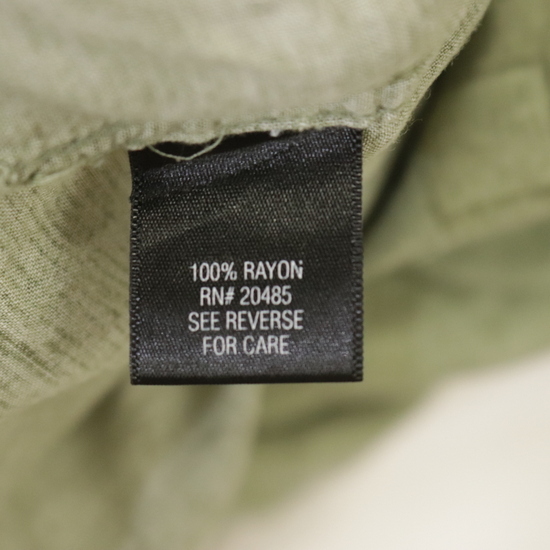 100% RAYON
RN# 20485
SEE REVERSE
FOR CARE